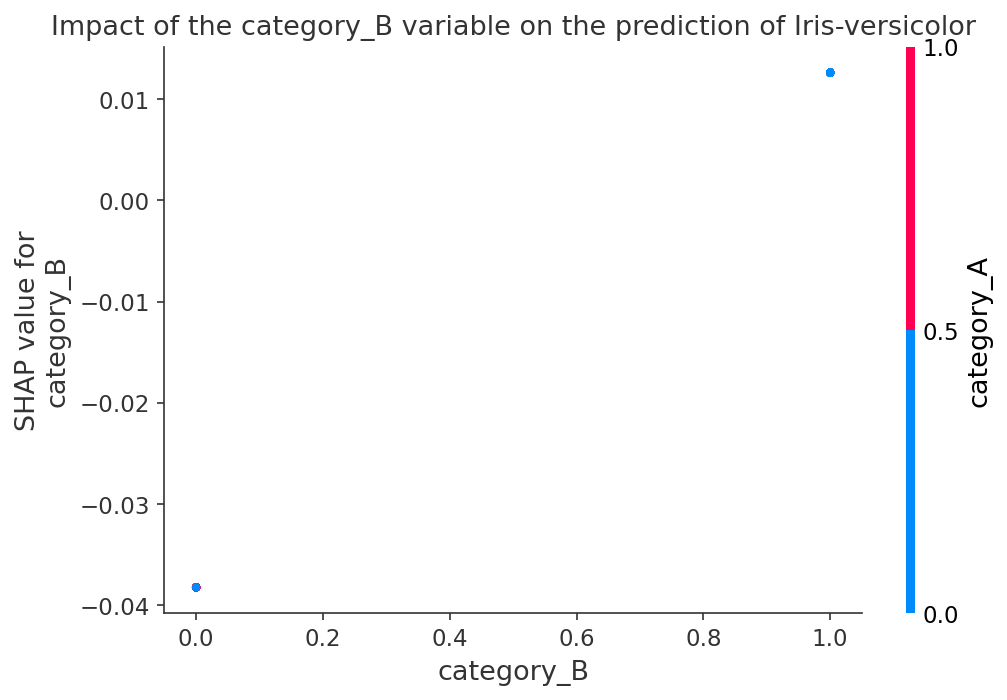 Impact of the category_B variable on the prediction of Iris-versicolor
SHAP value for
category_B
0.01
0.00
−0.01
−0.02
−0.03
−0.04
0.0 0.2 0.4 0.6 0.8 1.0
category_B
1.0
0.5
0.0
category_A